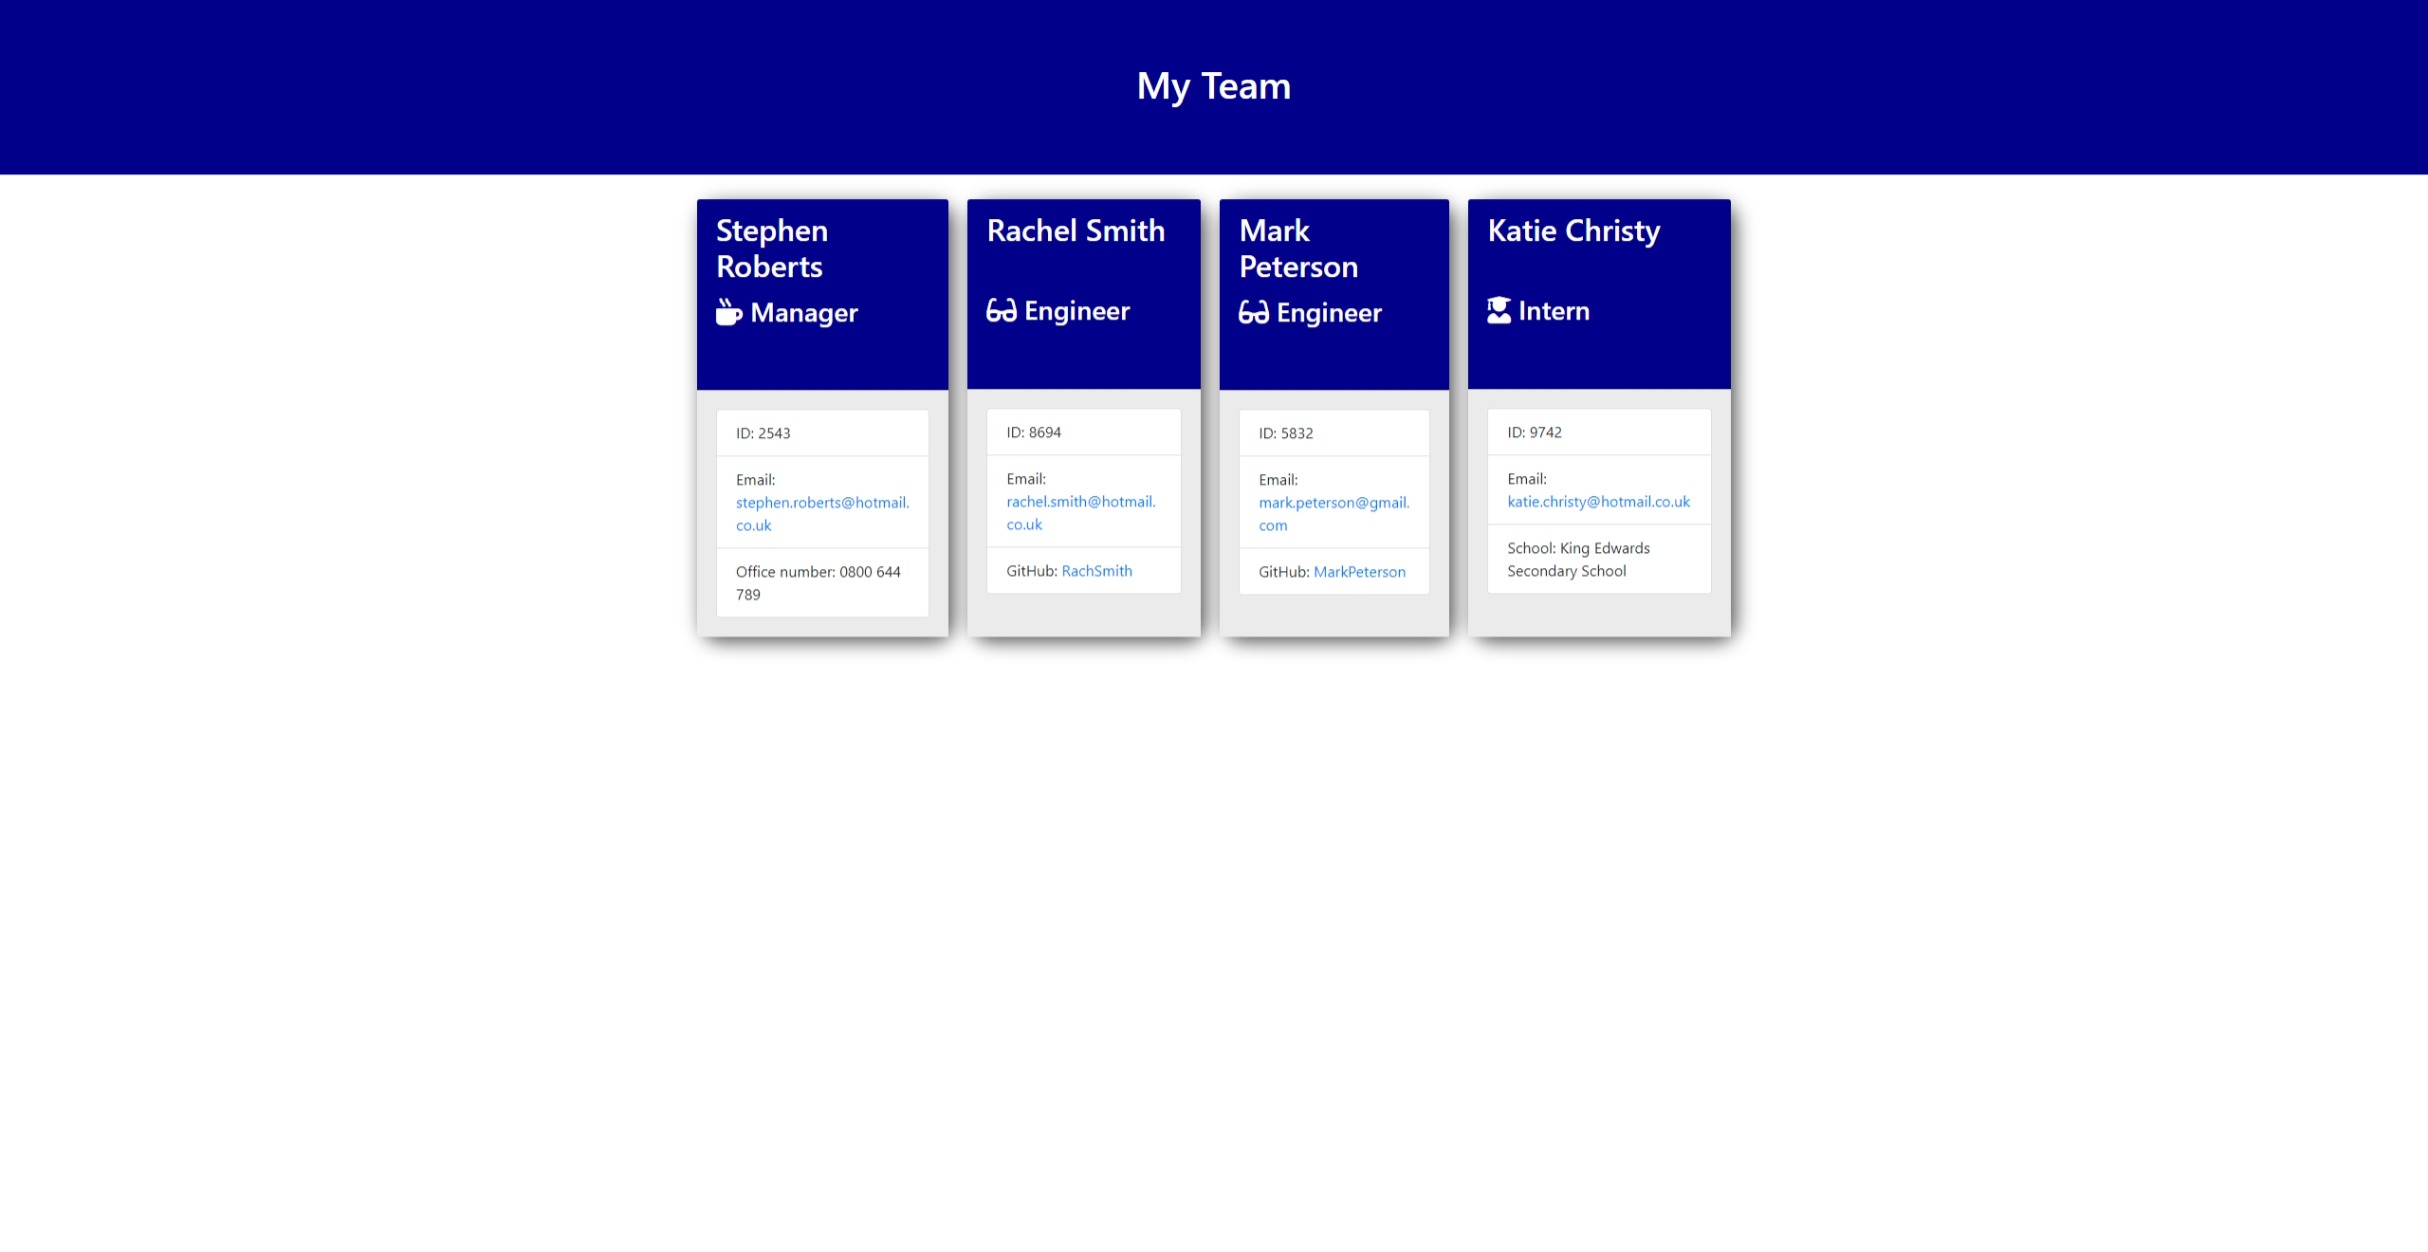 My Team
Stephen
Roberts
Manager
ID: 2543
Email:
stephen.roberts@hotmail.
co.uk
Office number: 0800 644
789
Rachel Smith
Engineer
ID: 8694
Email:
rachel.smith@hotmail.
co.uk
GitHub: RachSmith
Mark
Peterson
Engineer
ID: 5832
Email:
mark.peterson@gmail.
com
GitHub: MarkPeterson
Katie Christy
Intern
ID: 9742
Email:
katie.christy@hotmail.co.uk
School: King Edwards
Secondary School